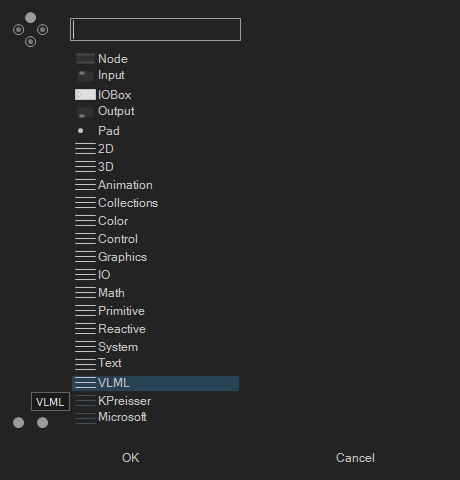 Node
Input
IOBox
Output
Pad
2D
3D
Animation
Collections
Color
Control
Graphics
IO
Math
Primitive
Reactive
System
Text
VLML
VLML
KPreisser
Microsoft
OK Cancel